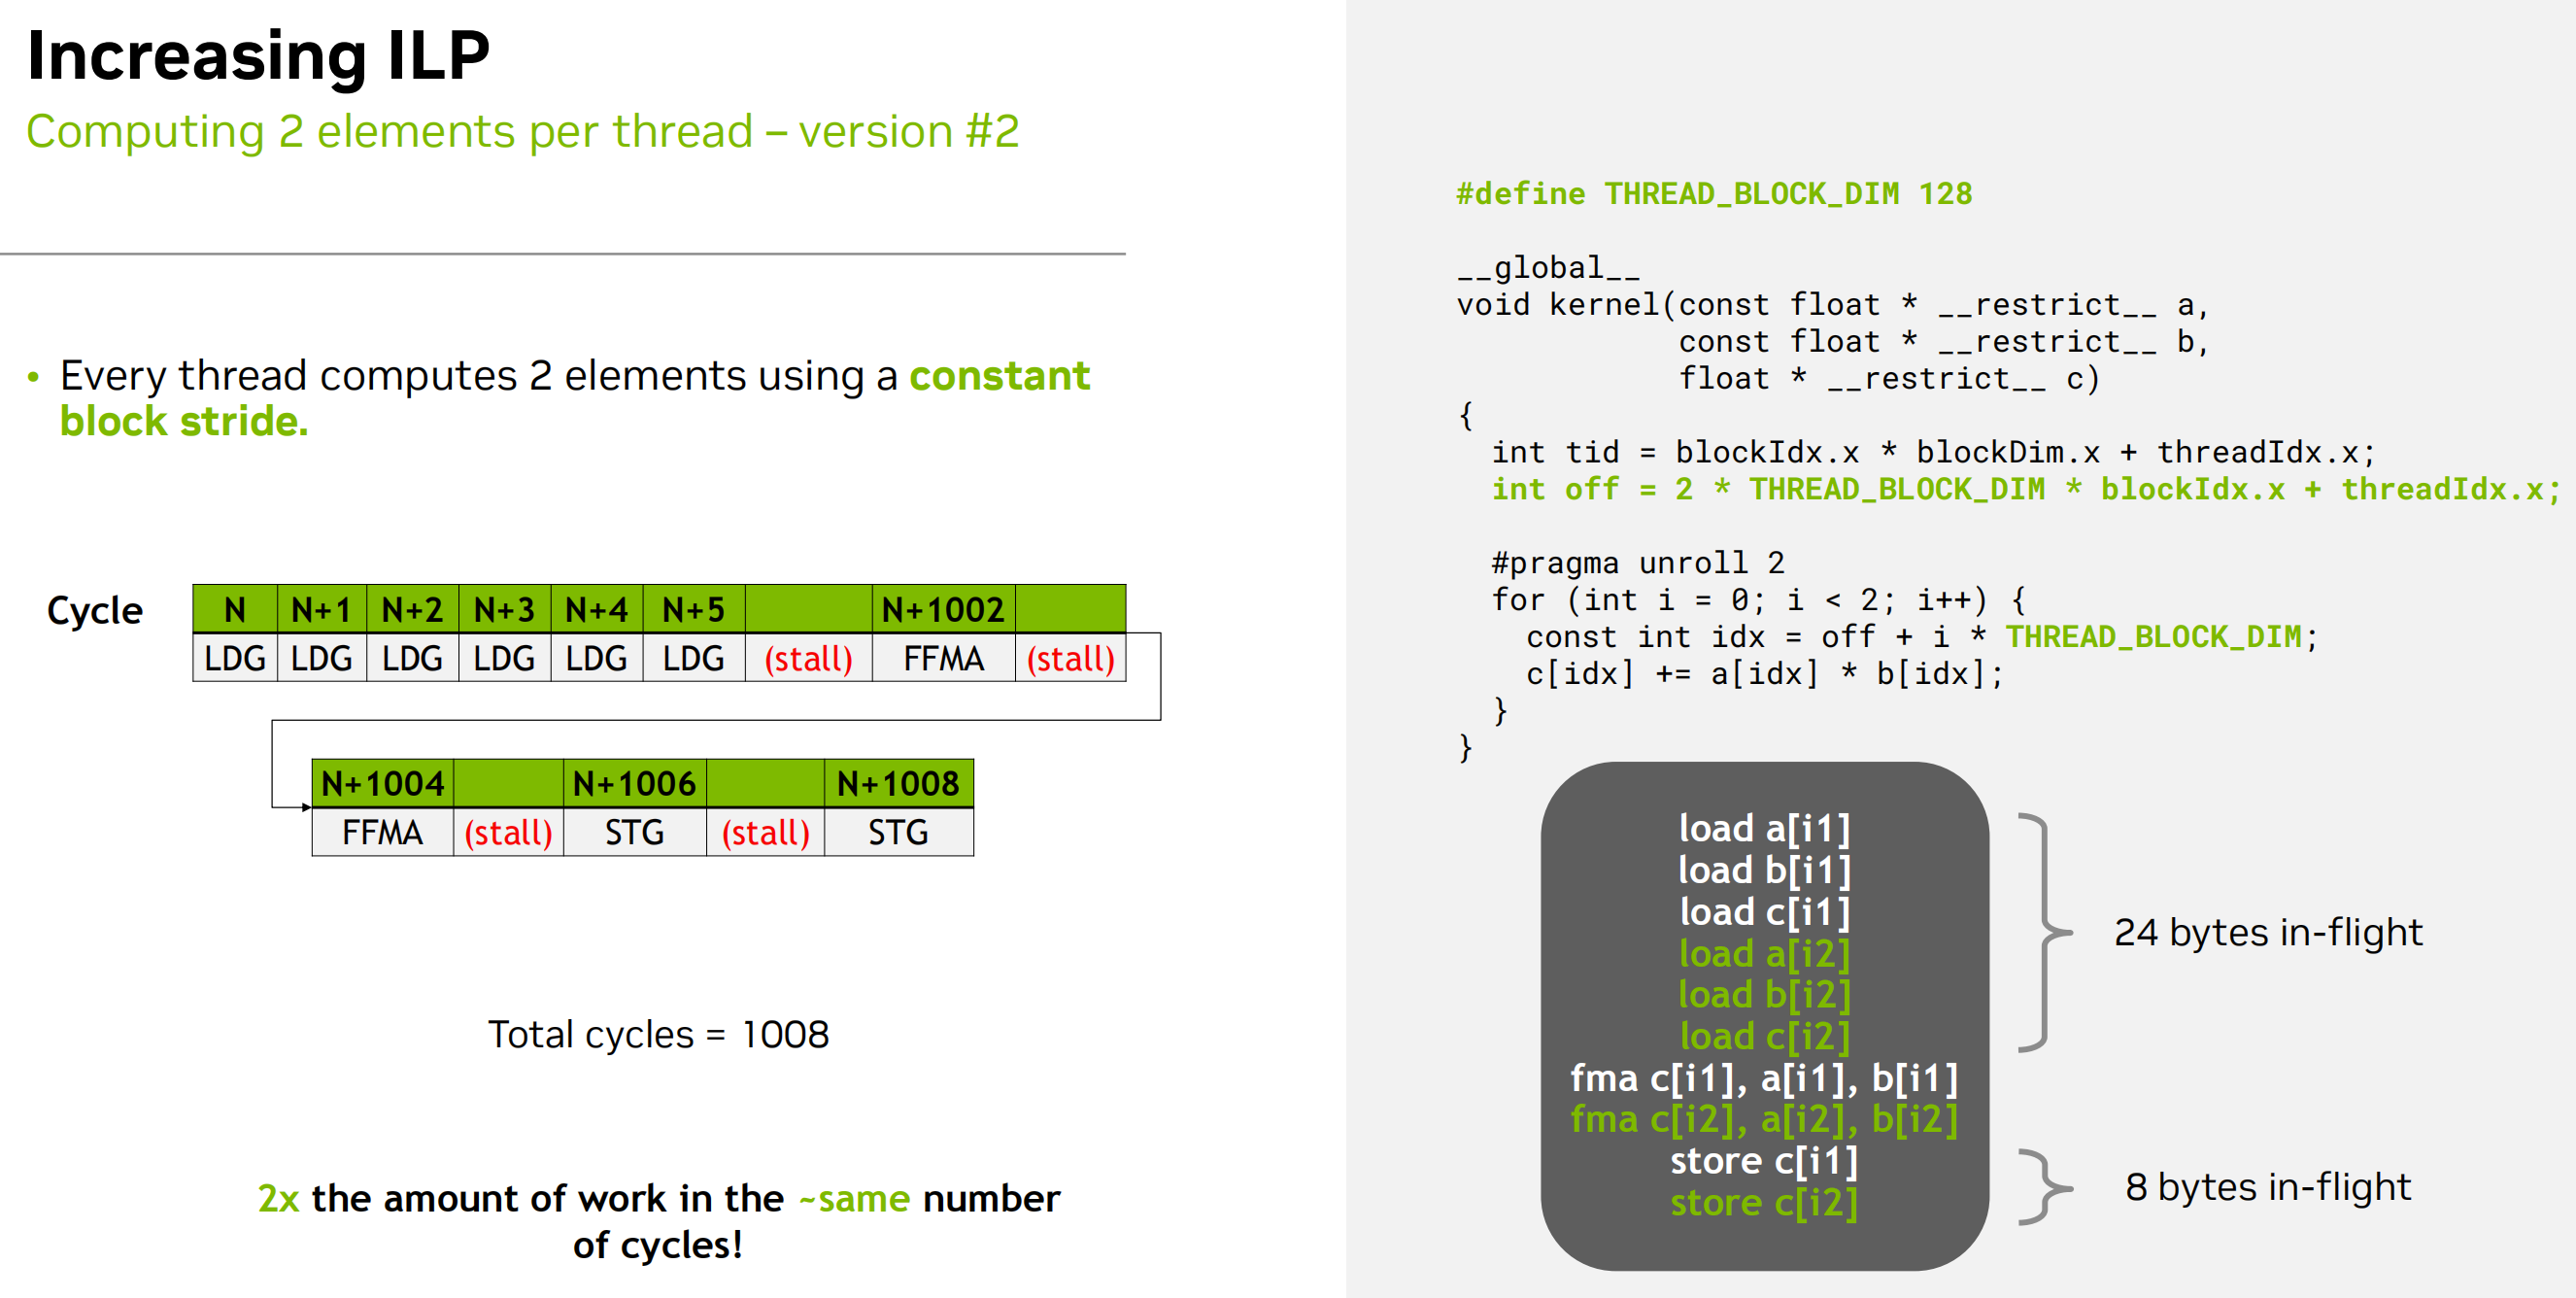 Increasing ILP
Computing 2 elements per thread – version #2
• Every thread computes 2 elements using a constant
block stride.
Cycle N N+1 N+2 N+3 N+4 N+5 N+1002
LDG LDG LDG LDG LDG LDG (stall) FFMA (stall)
N+1004 N+1006 N+1008
FFMA (stall) STG (stall) STG
Total cycles = 1008
2x the amount of work in the ~same number
of cycles!
#define THREAD_BLOCK_DIM 128
__global__
void kernel(const float * __restrict__ a,
const float * __restrict__ b,
float * __restrict__ c)
{
int tid = blockIdx.x * blockDim.x + threadIdx.x;
int off = 2 * THREAD_BLOCK_DIM * blockIdx.x + threadIdx.x;
#pragma unroll 2
for (int i = 0; i < 2; i++) {
const int idx = off + i * THREAD_BLOCK_DIM;
c[idx] += a[idx] * b[idx];
}
}
load a[i1]
load b[i1]
load c[i1]
load a[i2]
load b[i2]
load c[i2]
fma c[i1], a[i1], b[i1]
fma c[i2], a[i2], b[i2]
store c[i1]
store c[i2]
24 bytes in-flight
8 bytes in-flight